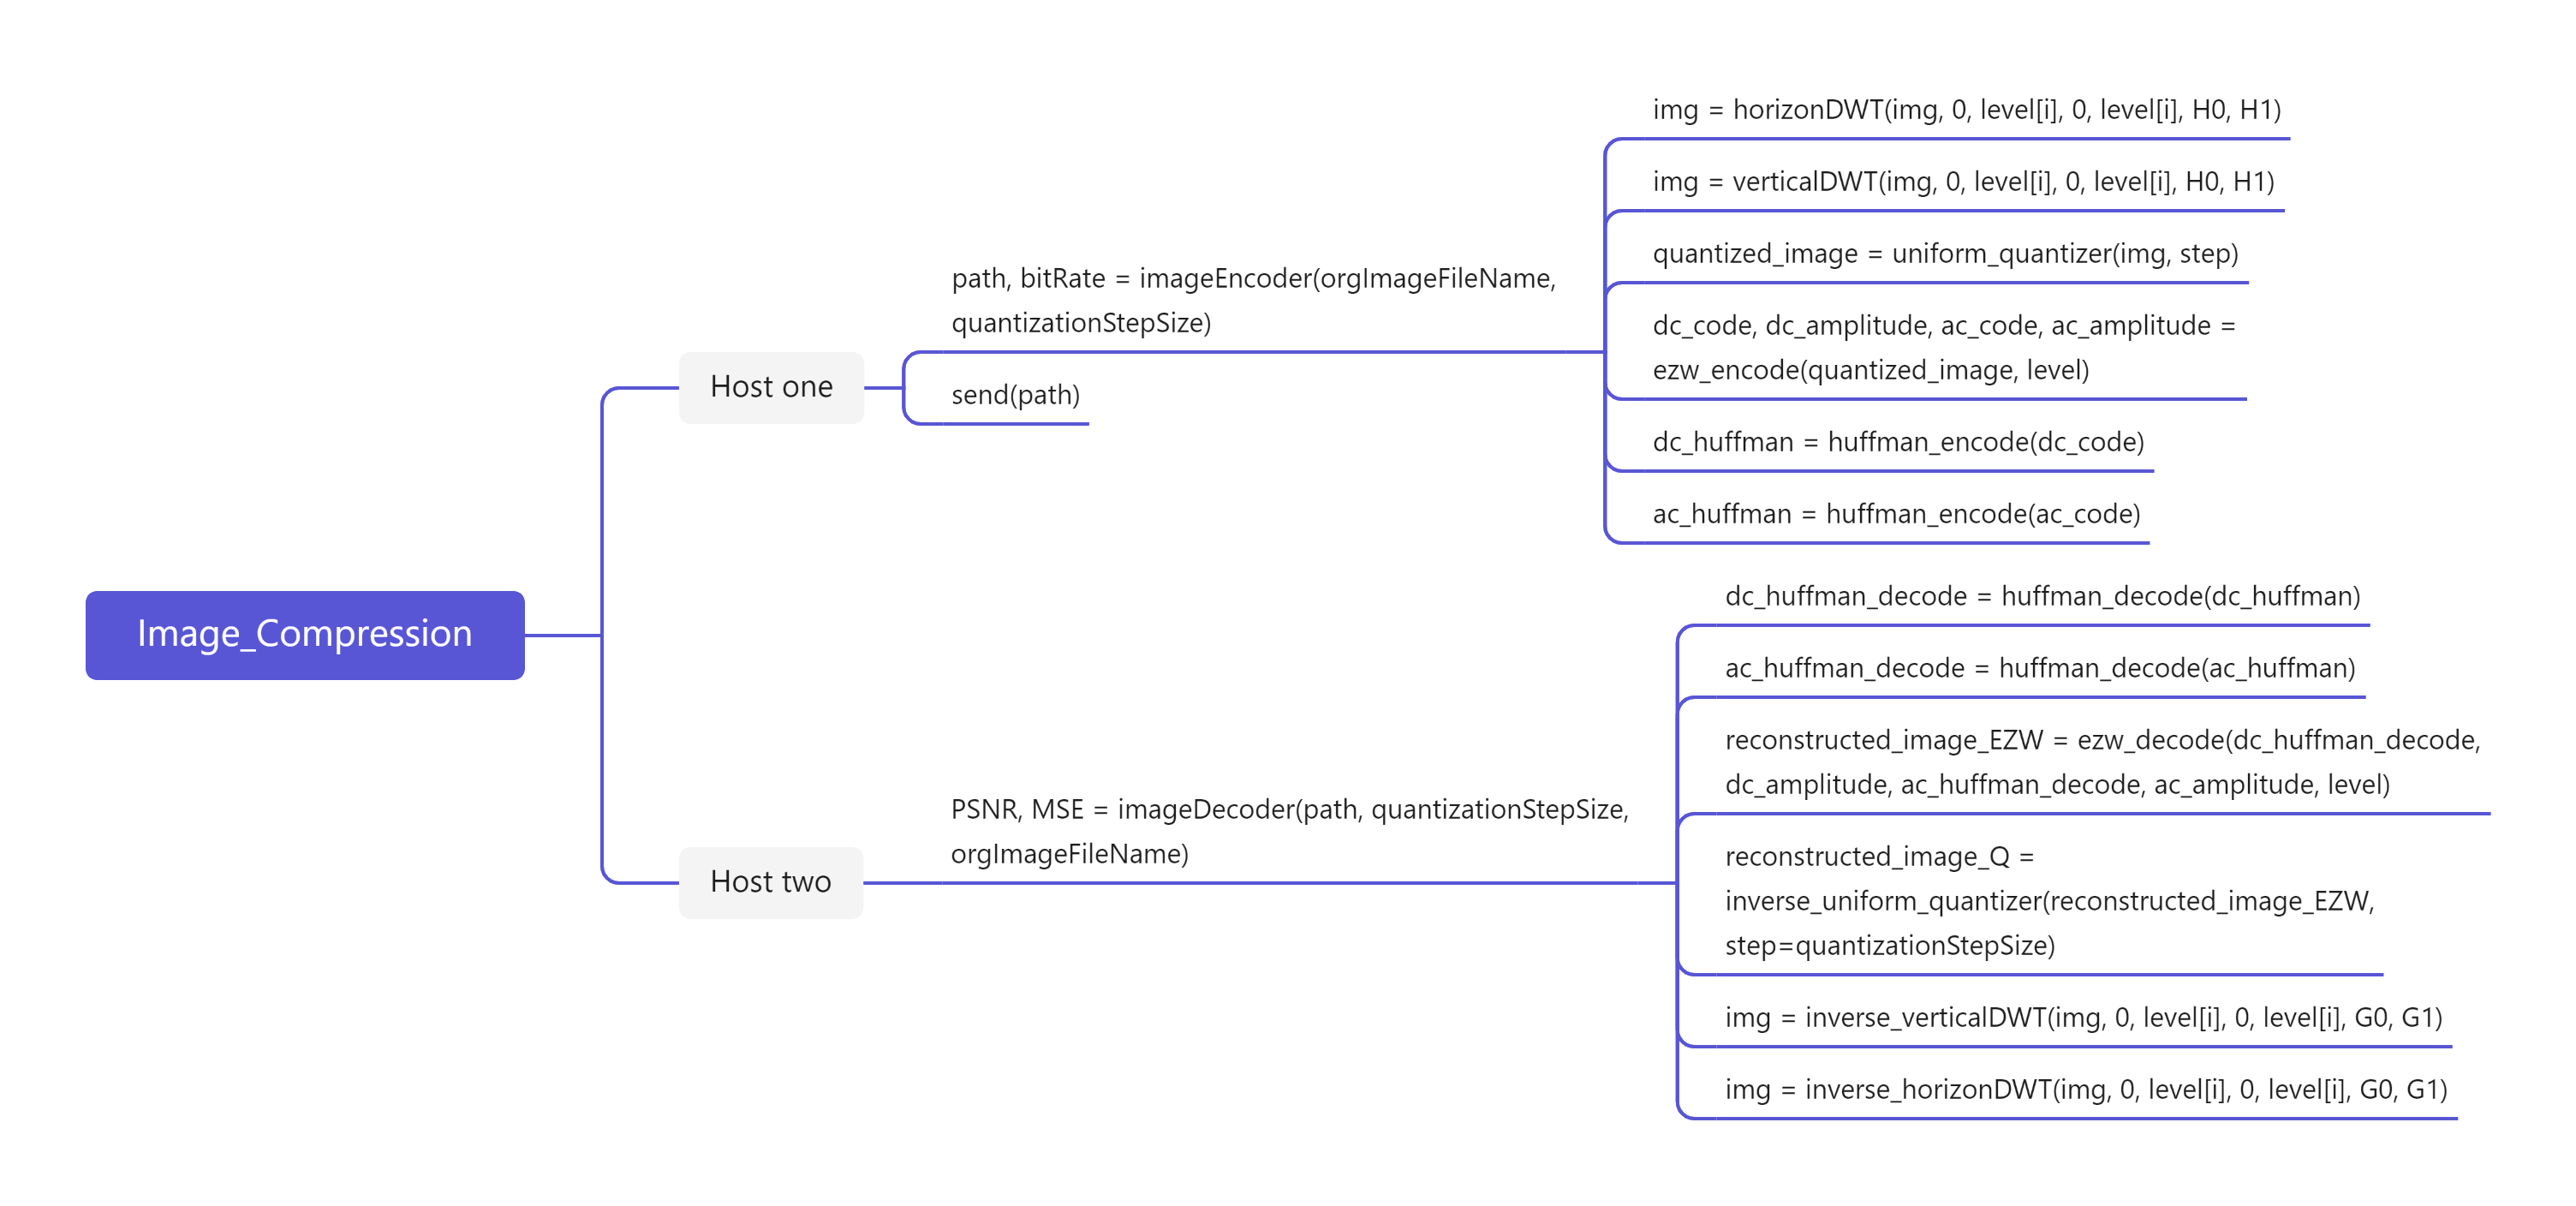 Image_Compression
Host one
path, bitRate = imageEncoder(orgImageFileName,
quantizationStepSize)
send(path)
img = horizonDWT(img, 0, level[i], 0, level[i], H0, H1)
img = verticalDWT(img, 0, level[i], 0, level[i], H0, H1)
quantized_image = uniform_quantizer(img, step)
dc_code, dc_amplitude, ac_code, ac_amplitude =
ezw_encode(quantized_image, level)
dc_huffman = huffman_encode(dc_code)
ac_huffman = huffman_encode(ac_code)
Host two
PSNR, MSE = imageDecoder(path, quantizationStepSize,
orgImageFileName)
dc_huffman_decode = huffman_decode(dc_huffman)
ac_huffman_decode = huffman_decode(ac_huffman)
reconstructed_image_EZW = ezw_decode(dc_huffman_decode,
dc_amplitude, ac_huffman_decode, ac_amplitude, level)
reconstructed_image_Q =
inverse_uniform_quantizer(reconstructed_image_EZW,
step=quantizationStepSize)
img = inverse_verticalDWT(img, 0, level[i], 0, level[i], G0, G1)
img = inverse_horizonDWT(img, 0, level[i], 0, level[i], G0, G1)